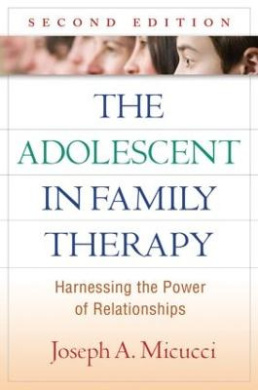 SECOND EDITION
THE
ADOLESCENT
IN FAMILY
THERAPY
Harnessing the Power
of Relationships
Joseph A. Micucci